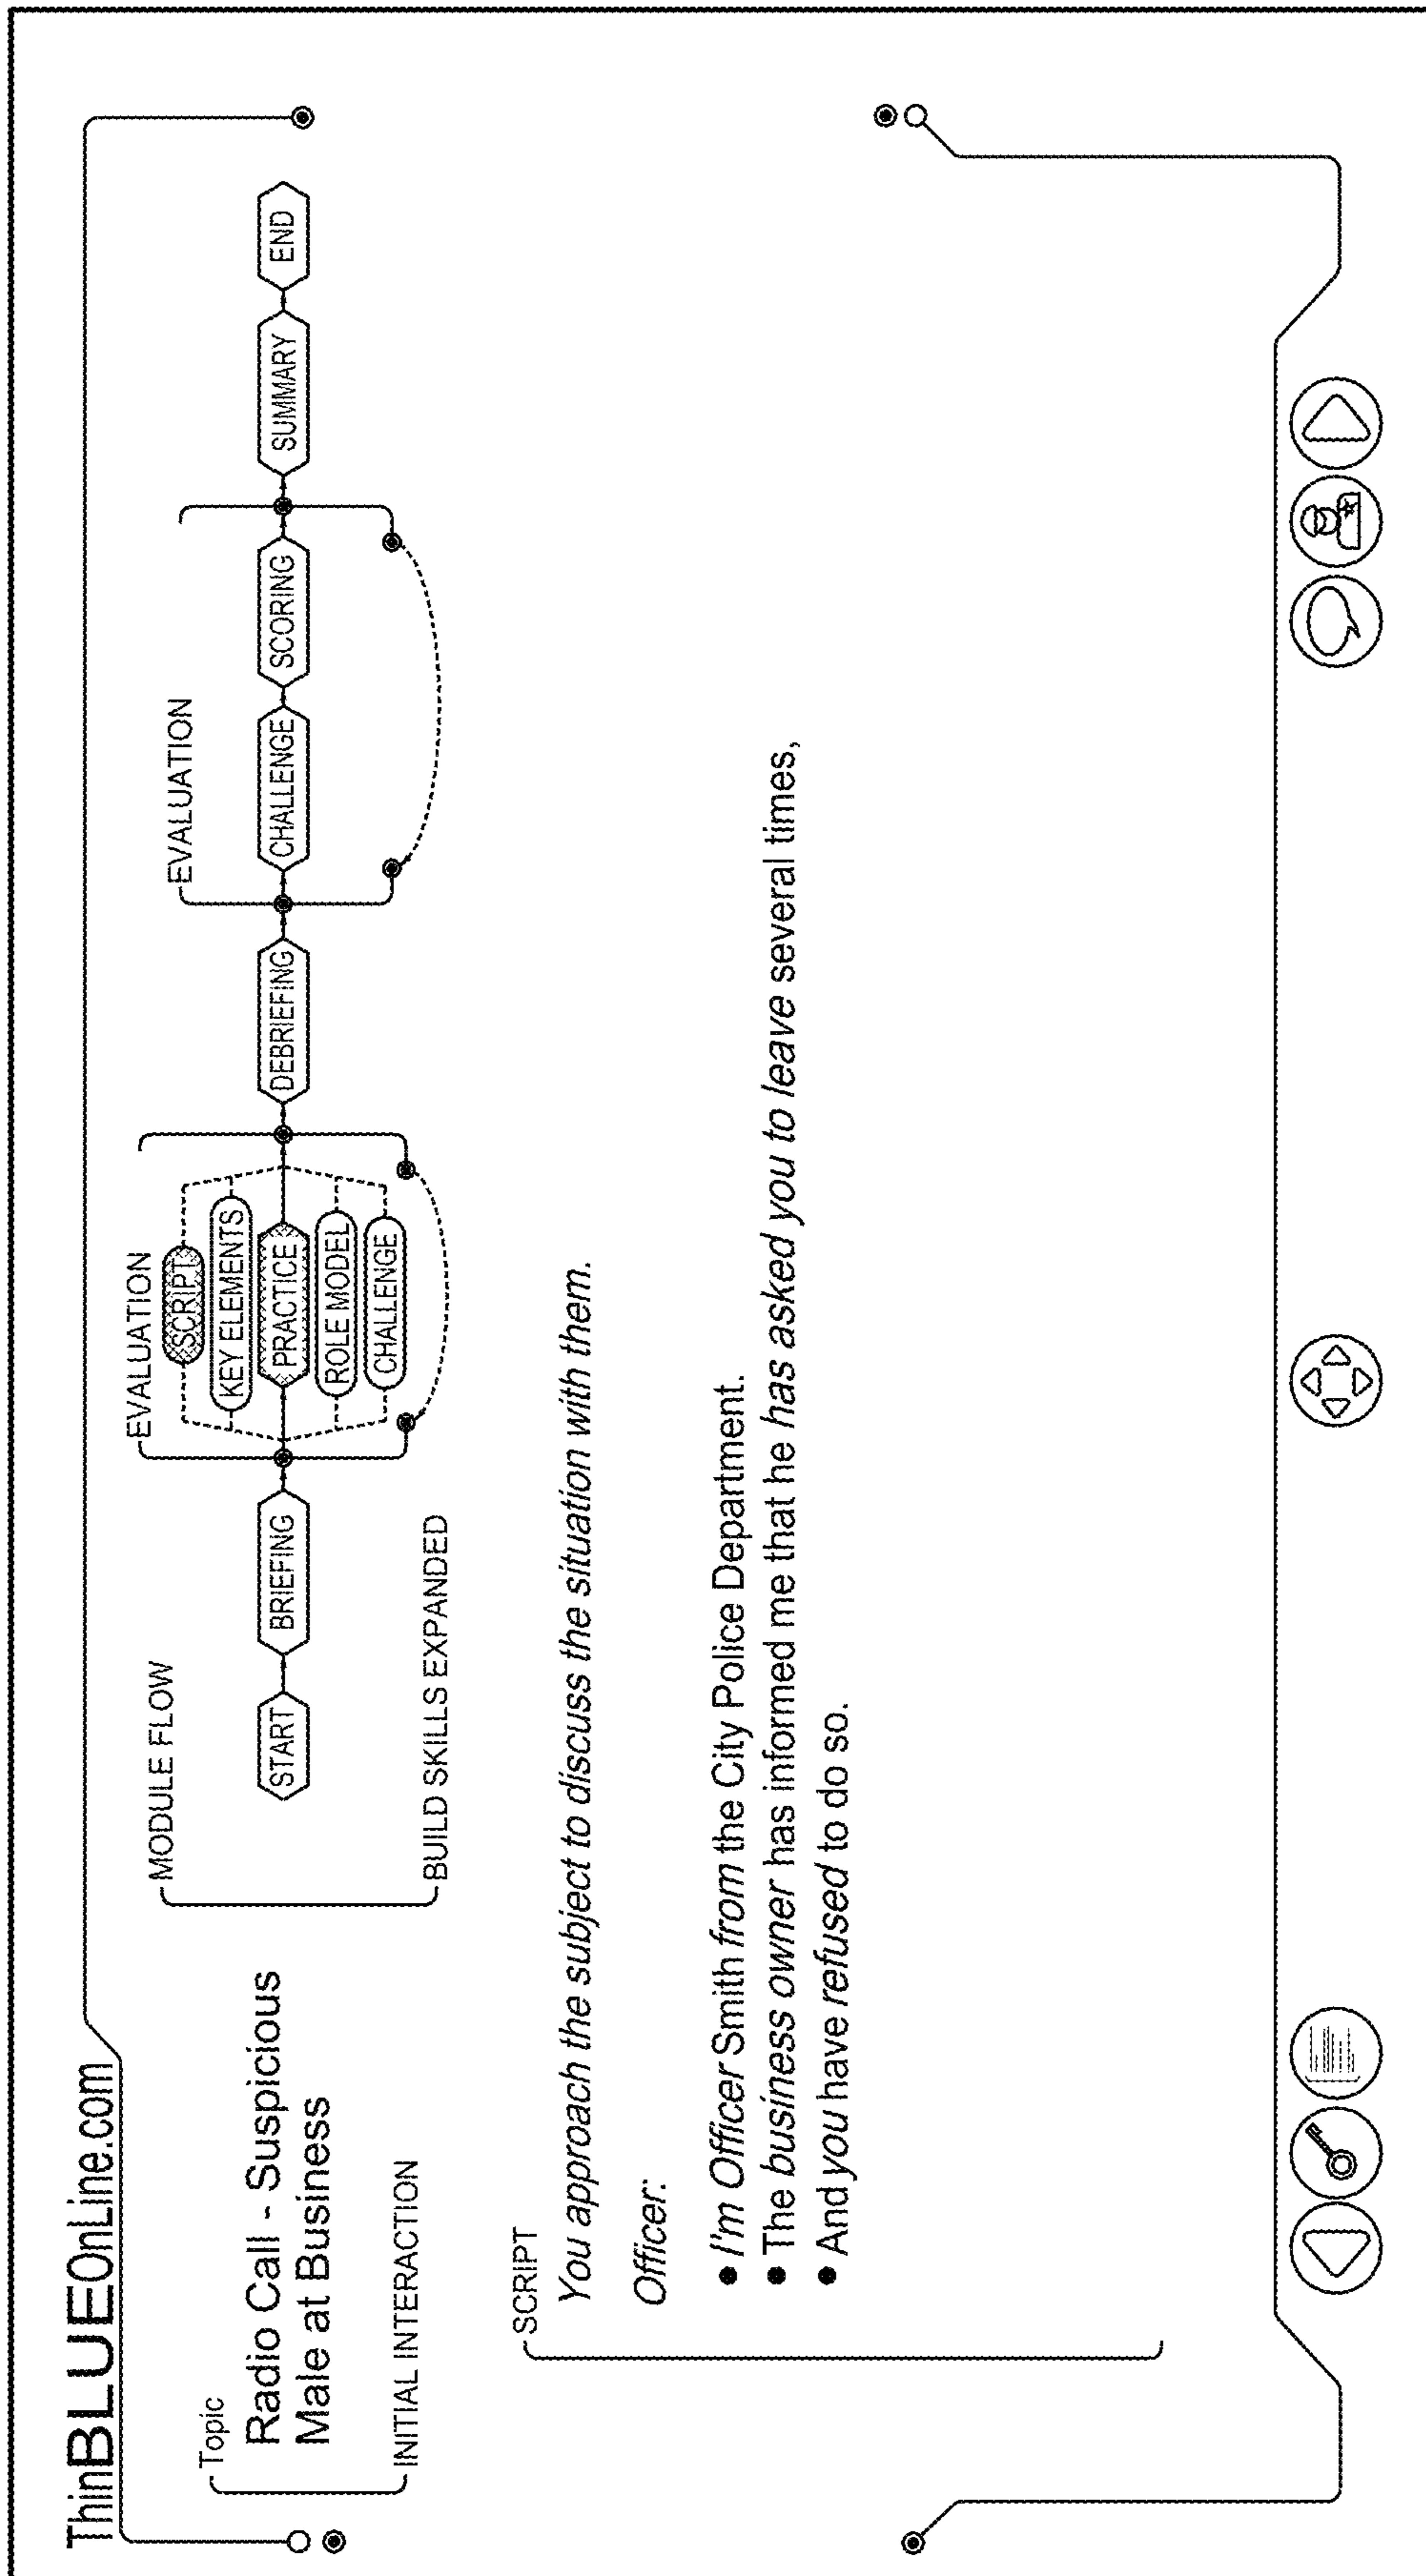 ThinBLUEOnLine.com
Topic
Radio Call - Suspicious
Male at Business
INITIAL INTERACTION
MODULE FLOW
BUILD SKILLS EXPANDED
START
BRIEFING
EVALUATION
SCRIPT
KEY ELEMENTS
PRACTICE
ROLE MODEL
CHALLENGE
DEBRIEFING
EVALUATION
CHALLENGE
SCORING
SUMMARY
END
SCRIPT
You approach the subject to discuss the situation with them.
Officer:
● I'm Officer Smith from the City Police Department.
● The business owner has informed me that he has asked you to leave several times,
● And you have refused to do so.